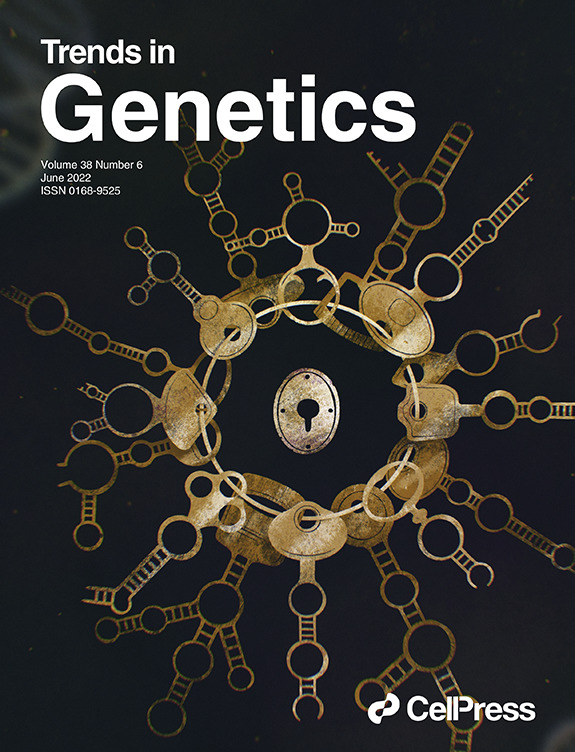 Trends in
Genetics
Volume 38 Number 6
June 2022
ISSN 0168-9525
CellPress